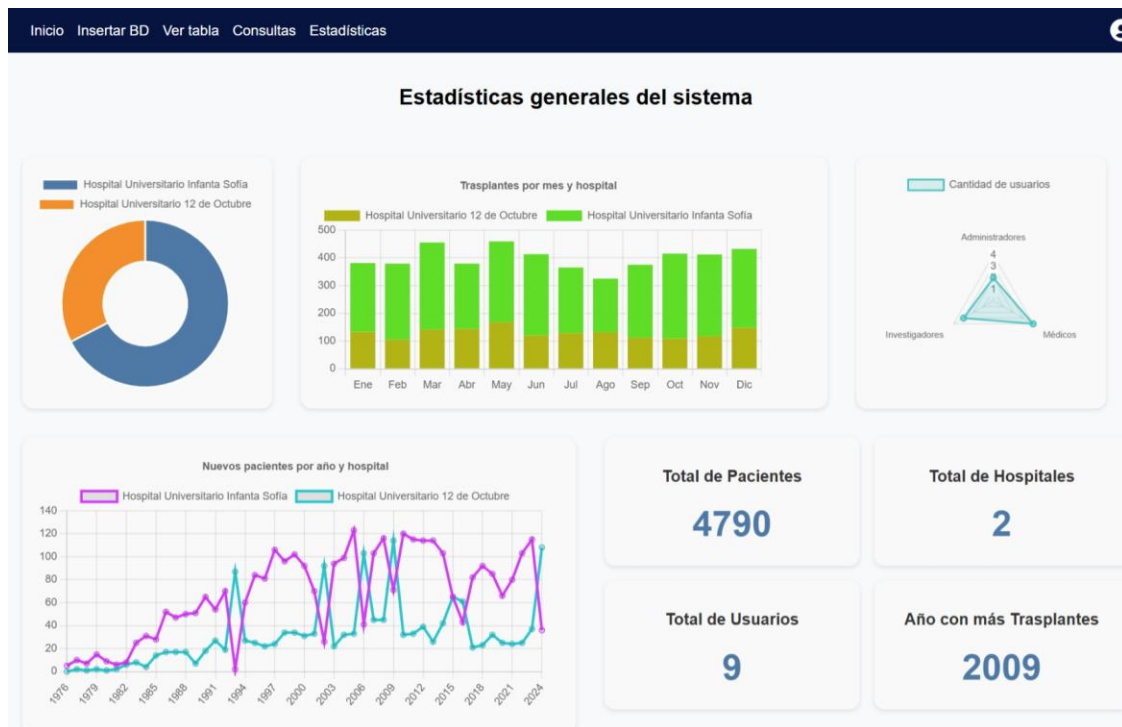 Inicio Insertar BD Ver tabla Consultas Estadísticas
Estadísticas generales del sistema
Hospital Universitario Infanta Sofía
Hospital Universitario 12 de Octubre
Trasplantes por mes y hospital
Hospital Universitario 12 de Octubre Hospital Universitario Infanta Sofía
500
400
300
200
100
0
Ene Feb Mar Abr May Jun Jul Ago Sep Oct Nov Dic
Cantidad de usuarios
Administradores
4
3
1
Investigadores Médicos
Nuevos pacientes por año y hospital
Hospital Universitario Infanta Sofía Hospital Universitario 12 de Octubre
140
120
100
80
60
40
20
0
1976 1979 1982 1985 1988 1991 1994 1997 2000 2003 2006 2009 2012 2015 2018 2021 2024
Total de Pacientes
4790
Total de Hospitales
2
Total de Usuarios
9
Año con más Trasplantes
2009